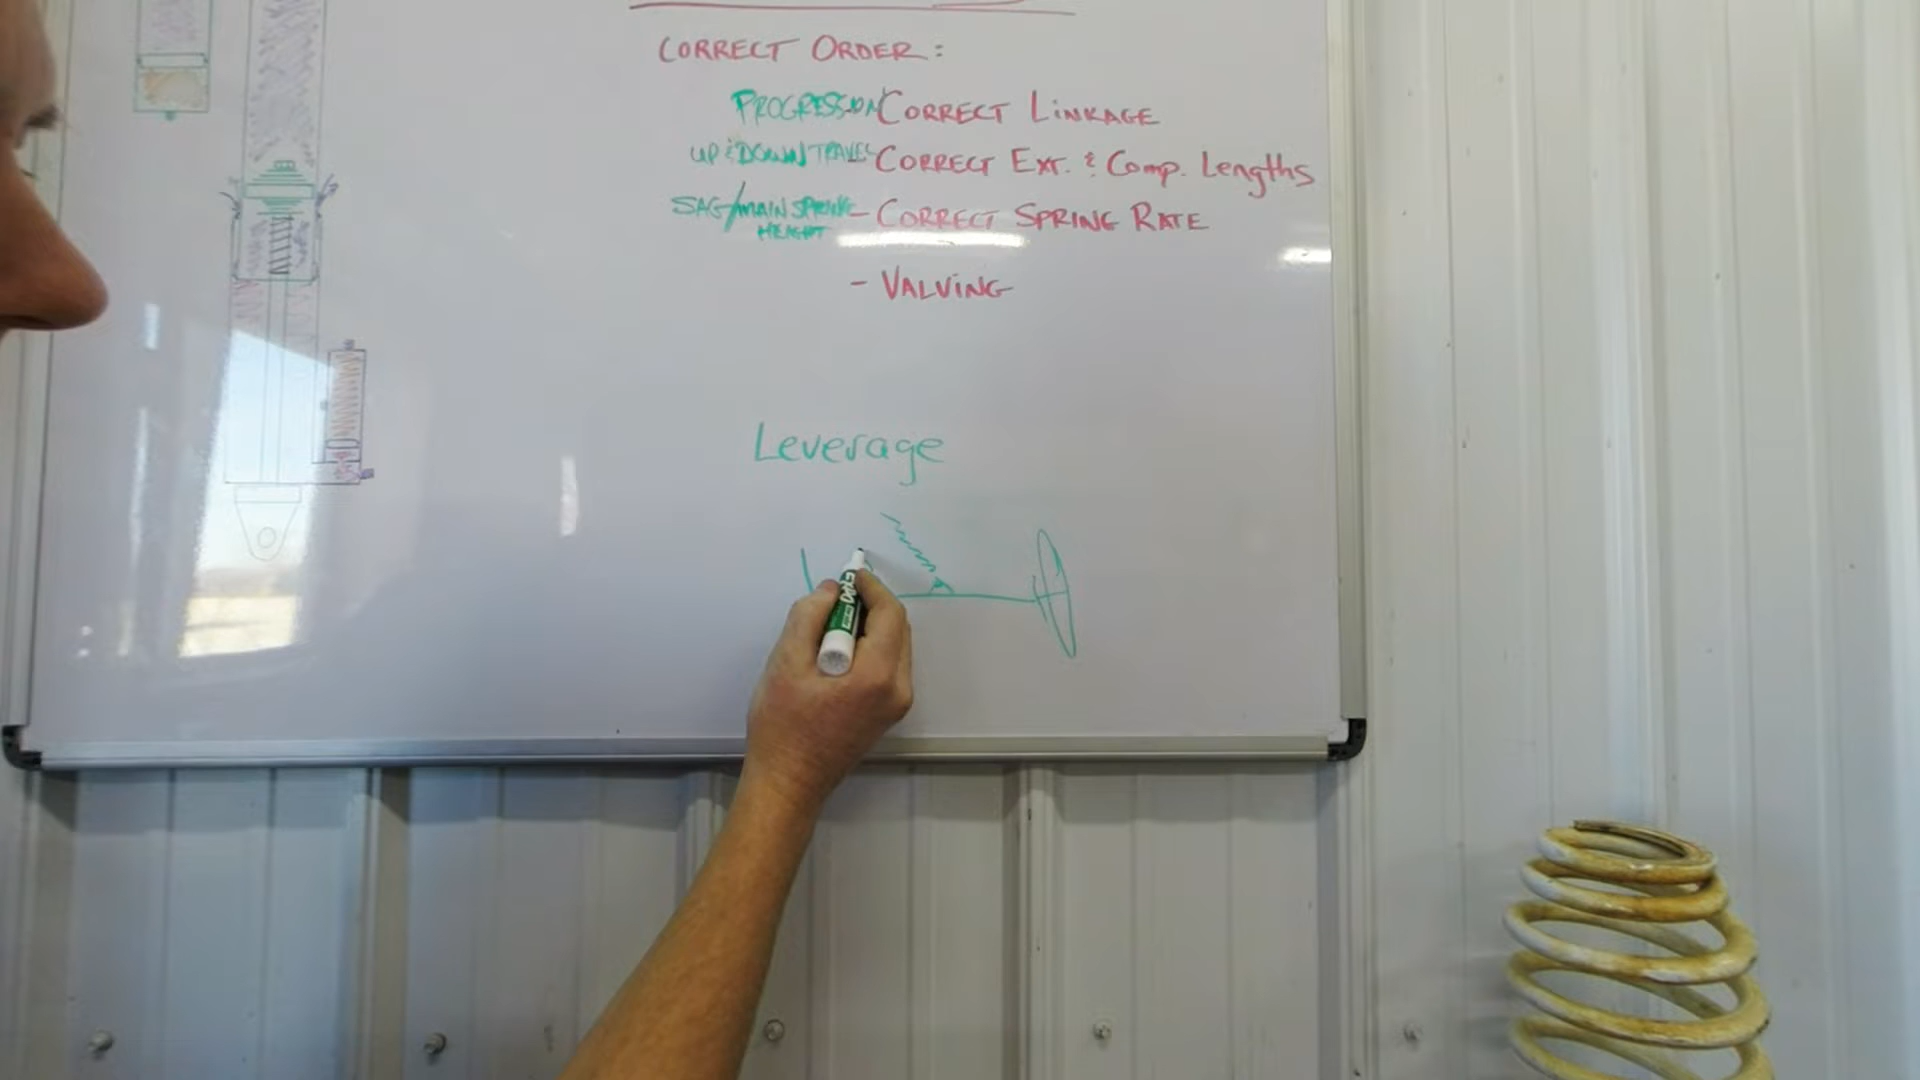 CORRECT ORDER:
PROGRESSION CORRECT LINKAGE
UP & DOWN TRAVEL - CORRECT EXT. & Comp. Lengths
SAG/MAIN SPRING HEIGHT - CORRECT SPRING RATE
- VALVING
Leverage
EXPO